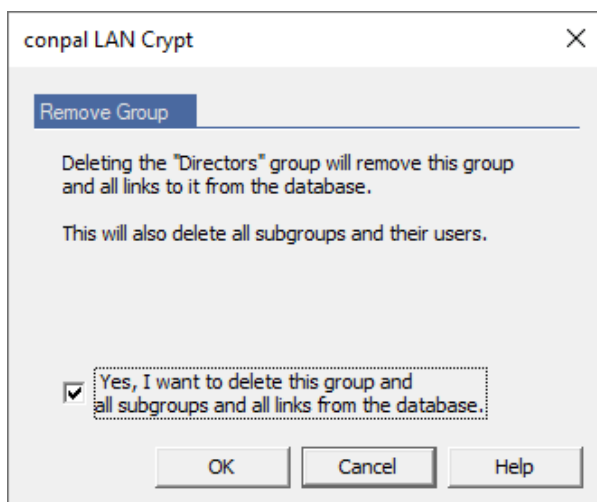 conpal LAN Crypt
Remove Group
Deleting the "Directors" group will remove this group
and all links to it from the database.
This will also delete all subgroups and their users.
Yes, I want to delete this group and
all subgroups and all links from the database.
OK Cancel Help